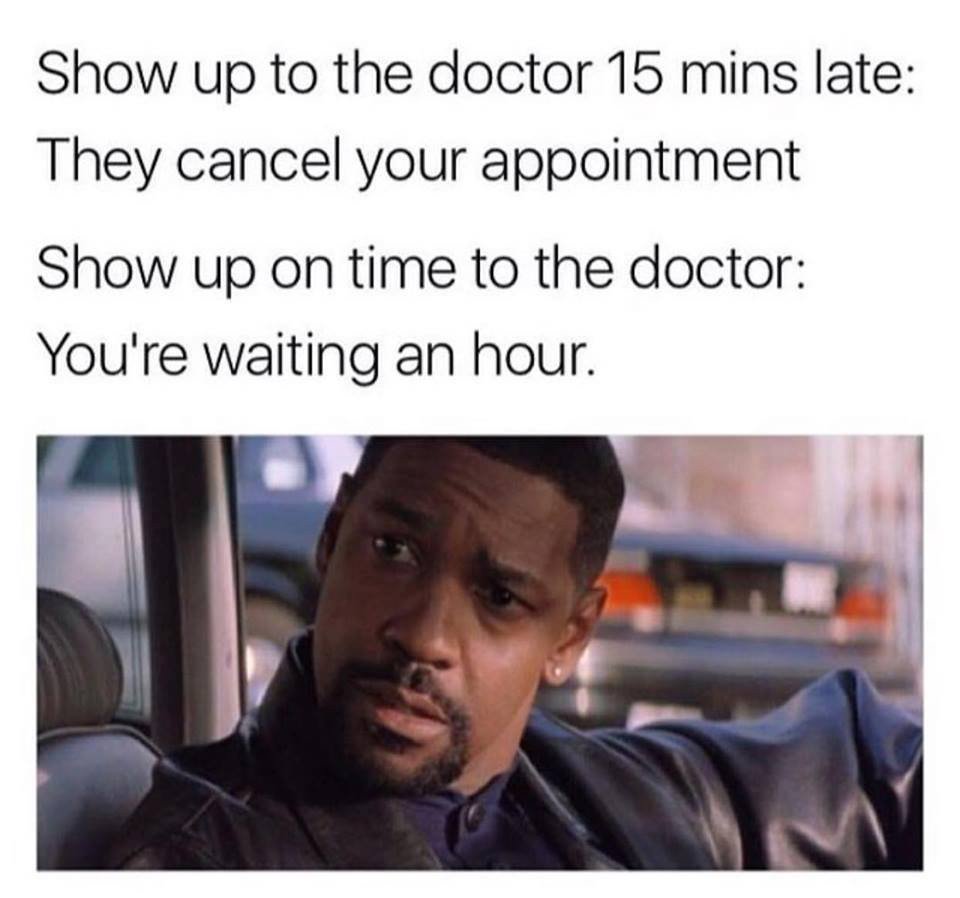 Show up to the doctor 15 mins late:
They cancel your appointment
Show up on time to the doctor:
You're waiting an hour.